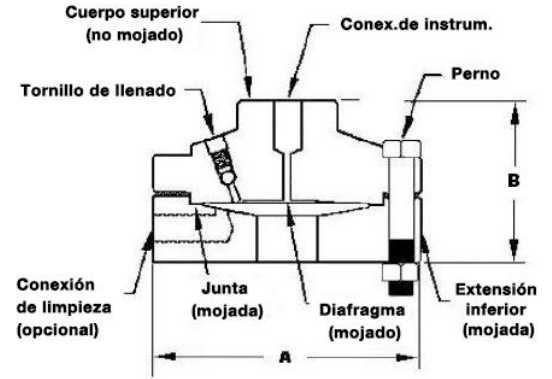 Cuerpo superior
(no mojado)
Conex.de instrum.
Tornillo de llenado
Perno
B
Conexión
de limpieza
(opcional)
Junta
(mojada)
Diafragma
(mojado)
Extensión
inferior
(mojada)
A